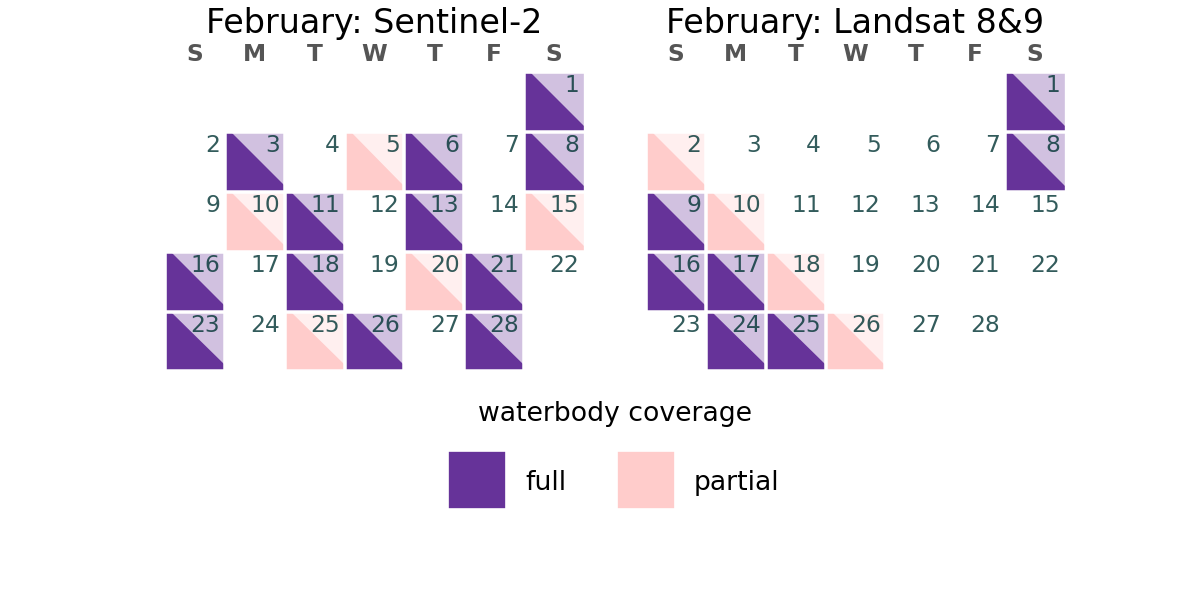 February: Sentinel-2
S M T W T F S
1
2 3 4 5 6 7 8
9 10 11 12 13 14 15
16 17 18 19 20 21 22
23 24 25 26 27 28
February: Landsat 8&9
S M T W T F S
1
2 3 4 5 6 7 8
9 10 11 12 13 14 15
16 17 18 19 20 21 22
23 24 25 26 27 28
waterbody coverage
full partial